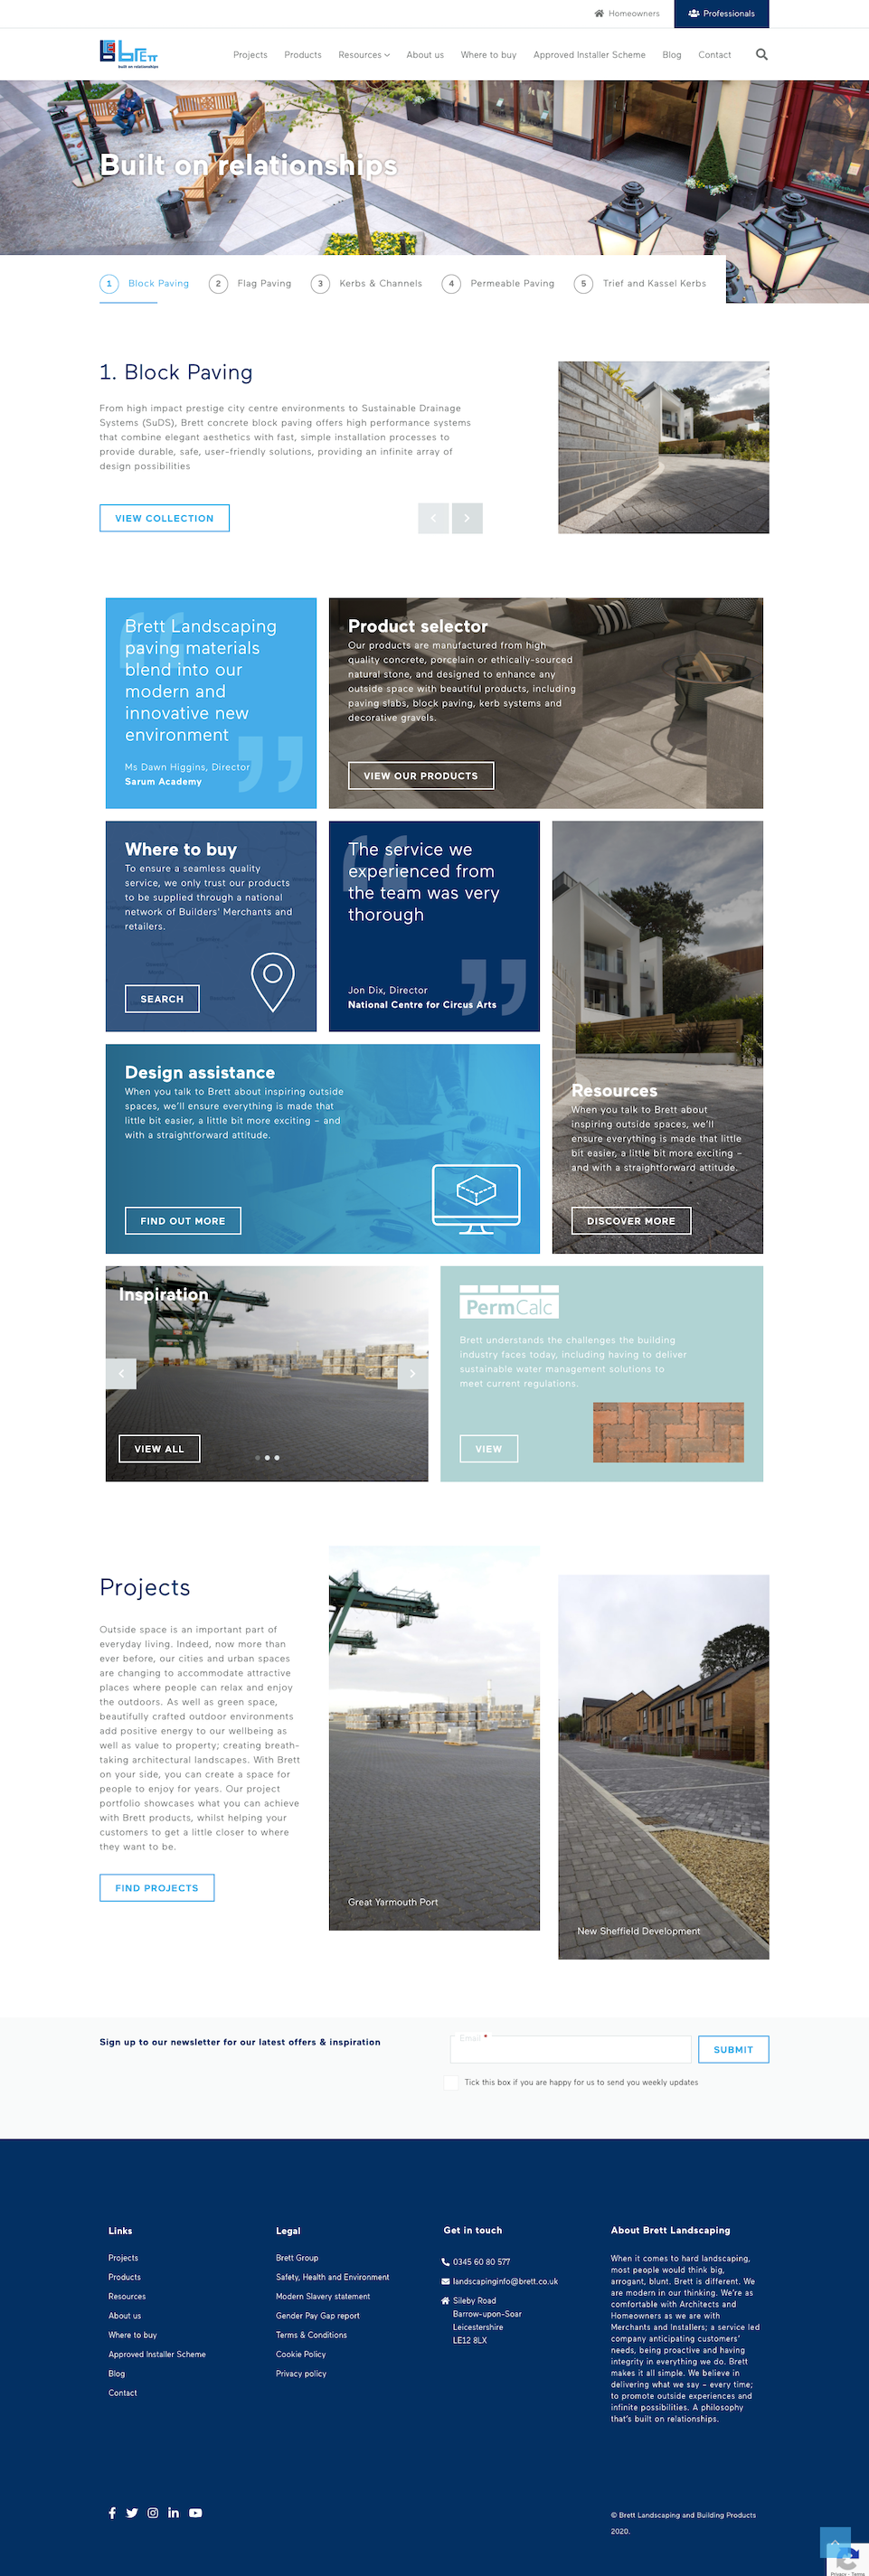 Homeowners
Professionals
brett
built on relationships
Projects
Products
Resources
About us
Where to buy
Approved Installer Scheme
Blog
Contact
Built on relationships
1 Block Paving
2 Flag Paving
3 Kerbs & Channels
4 Permeable Paving
5 Trief and Kassel Kerbs
1. Block Paving
From high impact prestige city centre environments to Sustainable Drainage
Systems (SuDS), Brett concrete block paving offers high performance systems
that combine elegant aesthetics with fast, simple installation processes to
provide durable, safe, user-friendly solutions, providing an infinite array of
design possibilities
VIEW COLLECTION
Brett Landscaping
paving materials
blend into our
modern and
innovative new
environment
Ms Dawn Higgins, Director
Sarum Academy
Product selector
Our products are manufactured from high
quality concrete, porcelain or ethically-sourced
natural stone, and designed to enhance any
outside space with beautiful products, including
paving slabs, block paving, kerb systems and
decorative gravels.
VIEW OUR PRODUCTS
Where to buy
To ensure a seamless quality
service, we only trust our products
to be supplied through a national
network of Builders' Merchants and
retailers.
SEARCH
The service we
experienced from
the team was very
thorough
Jon Dix, Director
National Centre for Circus Arts
Design assistance
When you talk to Brett about inspiring outside
spaces, we'll ensure everything is made that
little bit easier, a little bit more exciting – and
with a straightforward attitude.
FIND OUT MORE
Resources
When you talk to Brett about
inspiring outside spaces, we'll
ensure everything is made that little
bit easier, a little bit more exciting –
and with a straightforward attitude.
DISCOVER MORE
Inspiration
VIEW ALL
PermCalc
Brett understands the challenges the building
industry faces today, including having to deliver
sustainable water management solutions to
meet current regulations.
VIEW
Projects
Outside space is an important part of
everyday living. Indeed, now more than
ever before, our cities and urban spaces
are changing to accommodate attractive
places where people can relax and enjoy
the outdoors. As well as green space,
beautifully crafted outdoor environments
add positive energy to our wellbeing as
well as value to property; creating breath-
taking architectural landscapes. With Brett
on your side, you can create a space for
people to enjoy for years. Our project
portfolio showcases what you can achieve
with Brett products, whilst helping your
customers to get a little closer to where
they want to be.
FIND PROJECTS
Great Yarmouth Port
New Sheffield Development
Sign up to our newsletter for our latest offers & inspiration
Email *
SUBMIT
Tick this box if you are happy for us to send you weekly updates
Links
Projects
Products
Resources
About us
Where to buy
Approved Installer Scheme
Blog
Contact
Legal
Brett Group
Safety, Health and Environment
Modern Slavery statement
Gender Pay Gap report
Terms & Conditions
Cookie Policy
Privacy policy
Get in touch
0345 60 80 577
landscapinginfo@brett.co.uk
Sileby Road
Barrow-upon-Soar
Leicestershire
LE12 8LX
About Brett Landscaping
When it comes to hard landscaping,
most people would think big,
arrogant, blunt. Brett is different. We
are modern in our thinking. We're as
comfortable with Architects and
Homeowners as we are with
Merchants and Installers; a service led
company anticipating customers'
needs, being proactive and having
integrity in everything we do. Brett
makes it all simple. We believe in
delivering what we say – every time;
to promote outside experiences and
infinite possibilities. A philosophy
that's built on relationships.
© Brett Landscaping and Building Products
2020.
Privacy - Terms